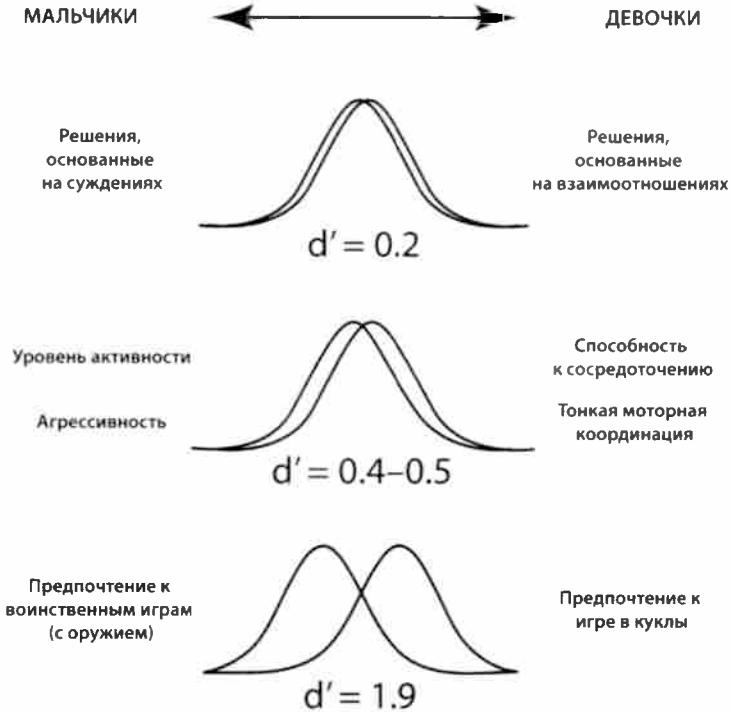 МАЛЬЧИКИ
ДЕВОЧКИ
Решения,
основанные
на суждениях
Решения,
основанные
на взаимоотношениях
d′ = 0.2
Уровень активности
Агрессивность
Способность
к сосредоточению
Тонкая моторная
координация
d′ = 0.4–0.5
Предпочтение к
воинственным играм
(с оружием)
Предпочтение к
игре в куклы
d′ = 1.9